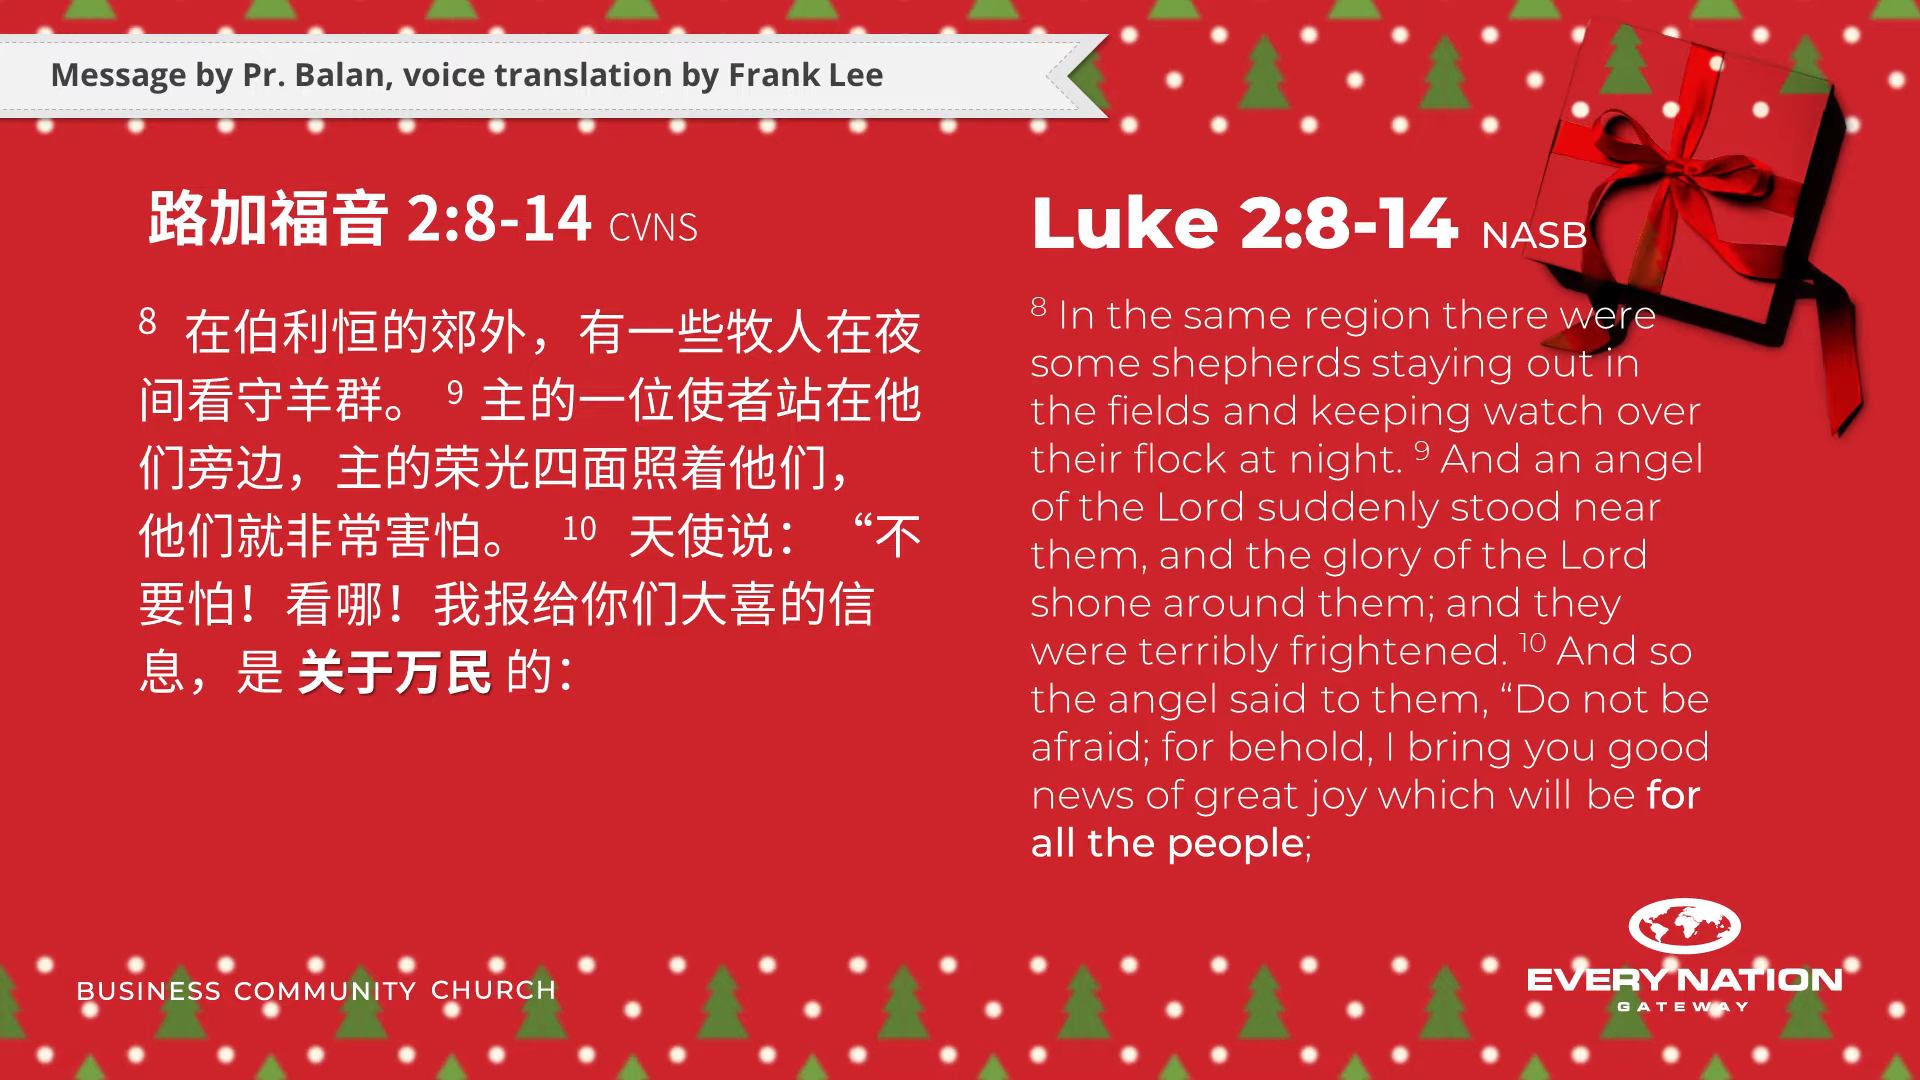 Message by Pr. Balan, voice translation by Frank Lee
路加福音 2:8-14 CVNS
8 在伯利恒的郊外，有一些牧人在夜
间看守羊群。 9 主的一位使者站在他
们旁边，主的荣光四面照着他们，
他们就非常害怕。 10 天使说：“不
要怕！看哪！我报给你们大喜的信
息，是 关于万民 的：
Luke 2:8-14 NASB
8 In the same region there were
some shepherds staying out in
the fields and keeping watch over
their flock at night. 9 And an angel
of the Lord suddenly stood near
them, and the glory of the Lord
shone around them; and they
were terribly frightened. 10 And so
the angel said to them, “Do not be
afraid; for behold, I bring you good
news of great joy which will be for
all the people;
BUSINESS COMMUNITY CHURCH
EVERY NATION
GATEWAY